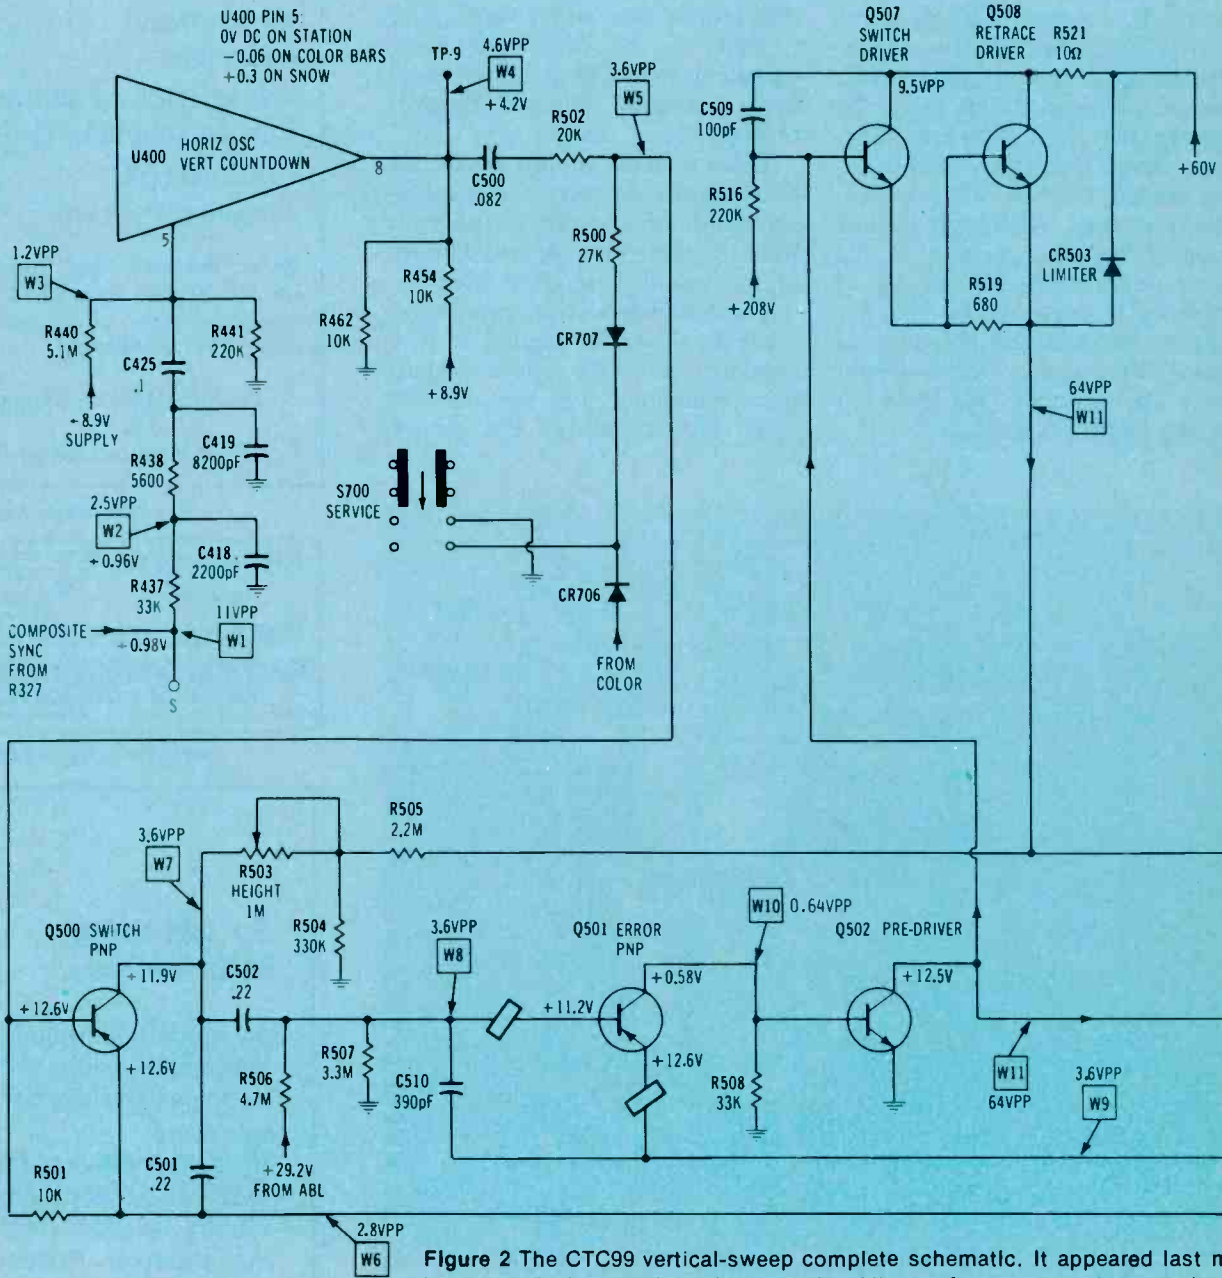 U400 PIN 5:
0V DC ON STATION
−0.06 ON COLOR BARS
+0.3 ON SNOW
TP-9
4.6VPP
W4
+4.2V
U400
HORIZ OSC
VERT COUNTDOWN
8
5
C500
.082
R502
20K
3.6VPP
W5
1.2VPP
W3
R440
5.1M
R441
220K
C425
.1
+8.9V
SUPPLY
C419
8200pF
R438
5600
2.5VPP
W2
+0.96V
C418
2200pF
R437
33K
11VPP
W1
COMPOSITE
SYNC
FROM
R327
+0.98V
S
R462
10K
R454
10K
+8.9V
R500
27K
CR707
S700
SERVICE
CR706
FROM
COLOR
Q507
SWITCH
DRIVER
Q508
RETRACE
DRIVER
R521
10Ω
9.5VPP
C509
100pF
+60V
R516
220K
+208V
CR503
LIMITER
R519
680
64VPP
W11
3.6VPP
W7
R503
HEIGHT
1M
R505
2.2M
R504
330K
Q500 SWITCH
PNP
+11.9V
+12.6V
+12.6V
C502
.22
3.6VPP
W8
Q501 ERROR
PNP
+0.58V
+11.2V
+12.6V
W10 0.64VPP
Q502 PRE-DRIVER
+12.5V
R506
4.7M
R507
3.3M
C510
390pF
R508
33K
W11
64VPP
3.6VPP
W9
C501
.22
+29.2V
FROM ABL
R501
10K
2.8VPP
W6
Figure 2 The CTC99 vertical-sweep complete schematic. It appeared last m